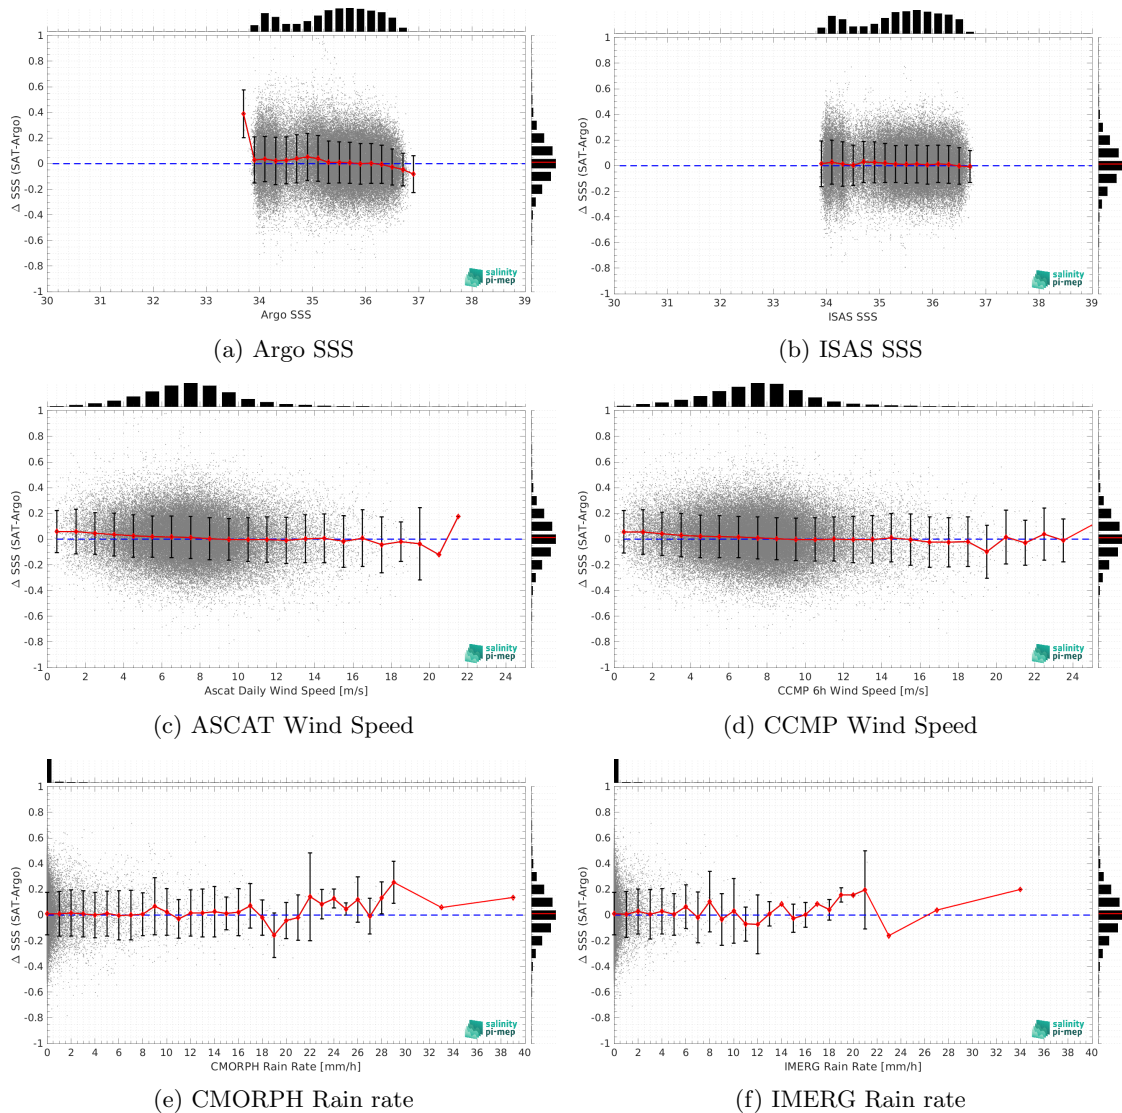 1
0.8
0.6
0.4
0.2
0
-0.2
-0.4
-0.6
-0.8
-1
Δ SSS (SAT-Argo)
30 31 32 33 34 35 36 37 38 39
Argo SSS
salinity
pi-mep
(a) Argo SSS
1
0.8
0.6
0.4
0.2
0
-0.2
-0.4
-0.6
-0.8
-1
Δ SSS (SAT-Argo)
30 31 32 33 34 35 36 37 38 39
ISAS SSS
salinity
pi-mep
(b) ISAS SSS
1
0.8
0.6
0.4
0.2
0
-0.2
-0.4
-0.6
-0.8
-1
Δ SSS (SAT-Argo)
0 2 4 6 8 10 12 14 16 18 20 22 24
Ascat Daily Wind Speed [m/s]
salinity
pi-mep
(c) ASCAT Wind Speed
1
0.8
0.6
0.4
0.2
0
-0.2
-0.4
-0.6
-0.8
-1
Δ SSS (SAT-Argo)
0 2 4 6 8 10 12 14 16 18 20 22 24
CCMP 6h Wind Speed [m/s]
salinity
pi-mep
(d) CCMP Wind Speed
1
0.8
0.6
0.4
0.2
0
-0.2
-0.4
-0.6
-0.8
-1
Δ SSS (SAT-Argo)
0 2 4 6 8 10 12 14 16 18 20 22 24 26 28 30 32 34 36 38 40
CMORPH Rain Rate [mm/h]
salinity
pi-mep
(e) CMORPH Rain rate
1
0.8
0.6
0.4
0.2
0
-0.2
-0.4
-0.6
-0.8
-1
Δ SSS (SAT-Argo)
0 2 4 6 8 10 12 14 16 18 20 22 24 26 28 30 32 34 36 38 40
IMERG Rain Rate [mm/h]
salinity
pi-mep
(f) IMERG Rain rate